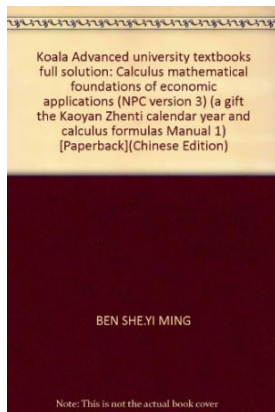 Koala Advanced university textbooks
full solution: Calculus mathematical
foundations of economic
applications (NPC version 3) (a gift
the Kaoyan Zhenti calendar year and
calculus formulas Manual 1)
[Paperback](Chinese Edition)
BEN SHE.YI MING
Note: This is not the actual book cover